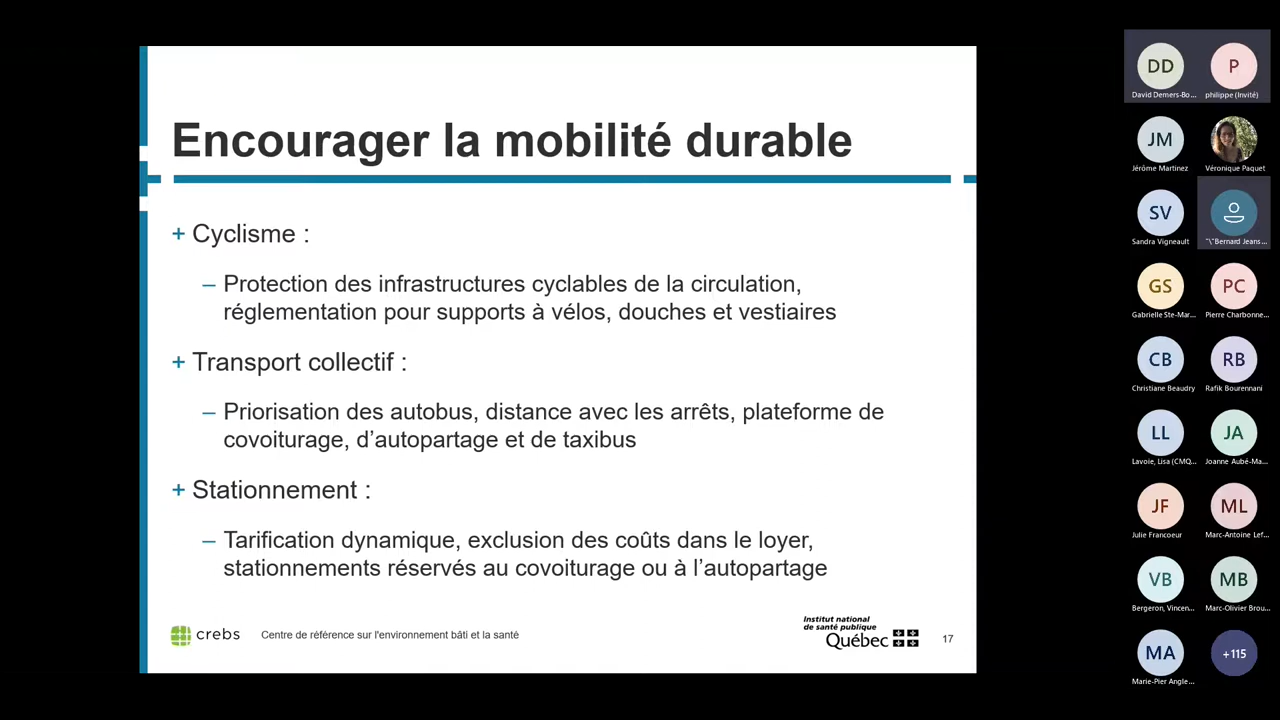 Encourager la mobilité durable
+ Cyclisme :
– Protection des infrastructures cyclables de la circulation,
réglementation pour supports à vélos, douches et vestiaires
+ Transport collectif :
– Priorisation des autobus, distance avec les arrêts, plateforme de
covoiturage, d’autopartage et de taxibus
+ Stationnement :
– Tarification dynamique, exclusion des coûts dans le loyer,
stationnements réservés au covoiturage ou à l’autopartage
crebs
Centre de référence sur l'environnement bâti et la santé
Institut national
de santé publique
Québec
17
DD
P
David Demers-Bo...
philippe (Invité)
JM
Jérôme Martinez
Véronique Paquet
SV
Sandra Vigneault
"\"Bernard Jeans...
GS
PC
Gabrielle Ste-Mar...
Pierre Charbonne...
CB
RB
Christiane Beaudry
Rafik Bourennani
LL
JA
Lavoie, Lisa (CMQ...
Joanne Aubé-Ma...
JF
ML
Julie Francoeur
Marc-Antoine Lef...
VB
MB
Bergeron, Vincen...
Marc-Olivier Brou...
MA
+115
Marie-Pier Angle...